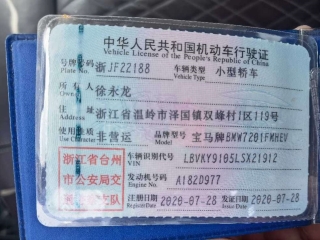 中华人民共和国机动车行驶证
Vehicle License of the People's Republic of China
号牌号码 浙JF22188 车辆类型 小型轿车
Plate No. Vehicle Type
所有人 徐永龙
Owner
住址 浙江省温岭市泽国镇双峰村1区119号
Address
使用性质 非营运 品牌型号 宝马牌BMW7201FMHEV
Use Character Model
浙江省台州 车辆识别代号 LBVKY9105LSX21912
VIN
市公安局交 发动机号码 A182D977
Engine No.
支队 注册日期 2020-07-28 发证日期 2020-07-28
Register Date Issue Date